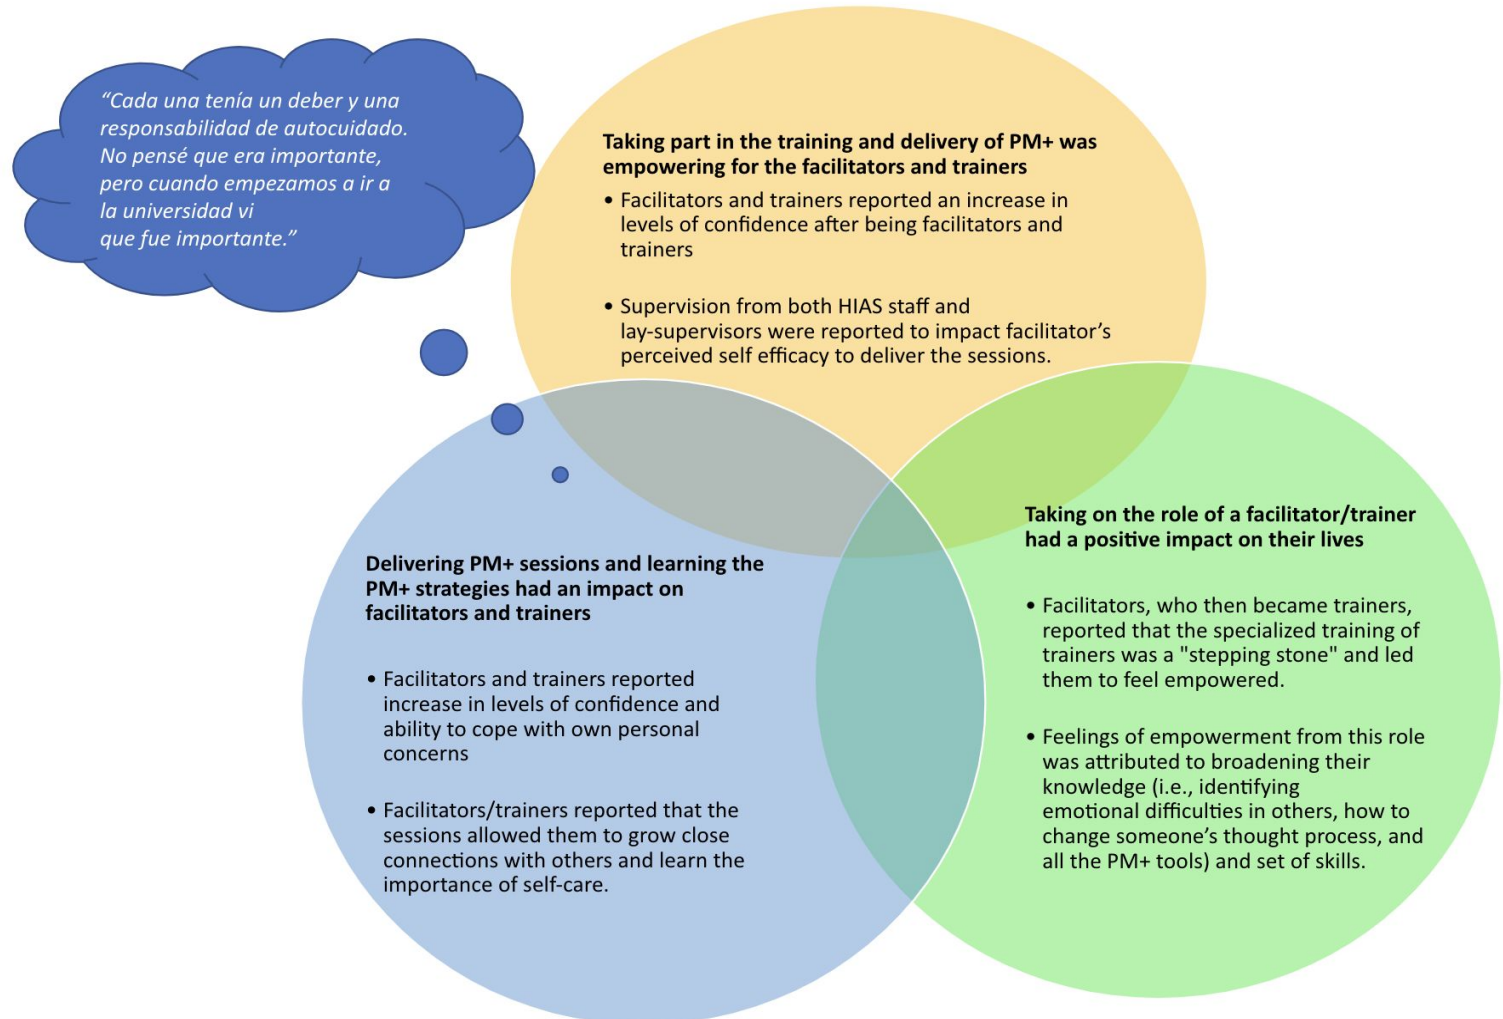 “Cada una tenía un deber y una
responsabilidad de autocuidado.
No pensé que era importante,
pero cuando empezamos a ir a
la universidad vi
que fue importante.”
Taking part in the training and delivery of PM+ was
empowering for the facilitators and trainers
• Facilitators and trainers reported an increase in
levels of confidence after being facilitators and
trainers
• Supervision from both HIAS staff and
lay-supervisors were reported to impact facilitator’s
perceived self efficacy to deliver the sessions.
Delivering PM+ sessions and learning the
PM+ strategies had an impact on
facilitators and trainers
• Facilitators and trainers reported
increase in levels of confidence and
ability to cope with own personal
concerns
• Facilitators/trainers reported that the
sessions allowed them to grow close
connections with others and learn the
importance of self-care.
Taking on the role of a facilitator/trainer
had a positive impact on their lives
• Facilitators, who then became trainers,
reported that the specialized training of
trainers was a "stepping stone" and led
them to feel empowered.
• Feelings of empowerment from this role
was attributed to broadening their
knowledge (i.e., identifying
emotional difficulties in others, how to
change someone’s thought process, and
all the PM+ tools) and set of skills.